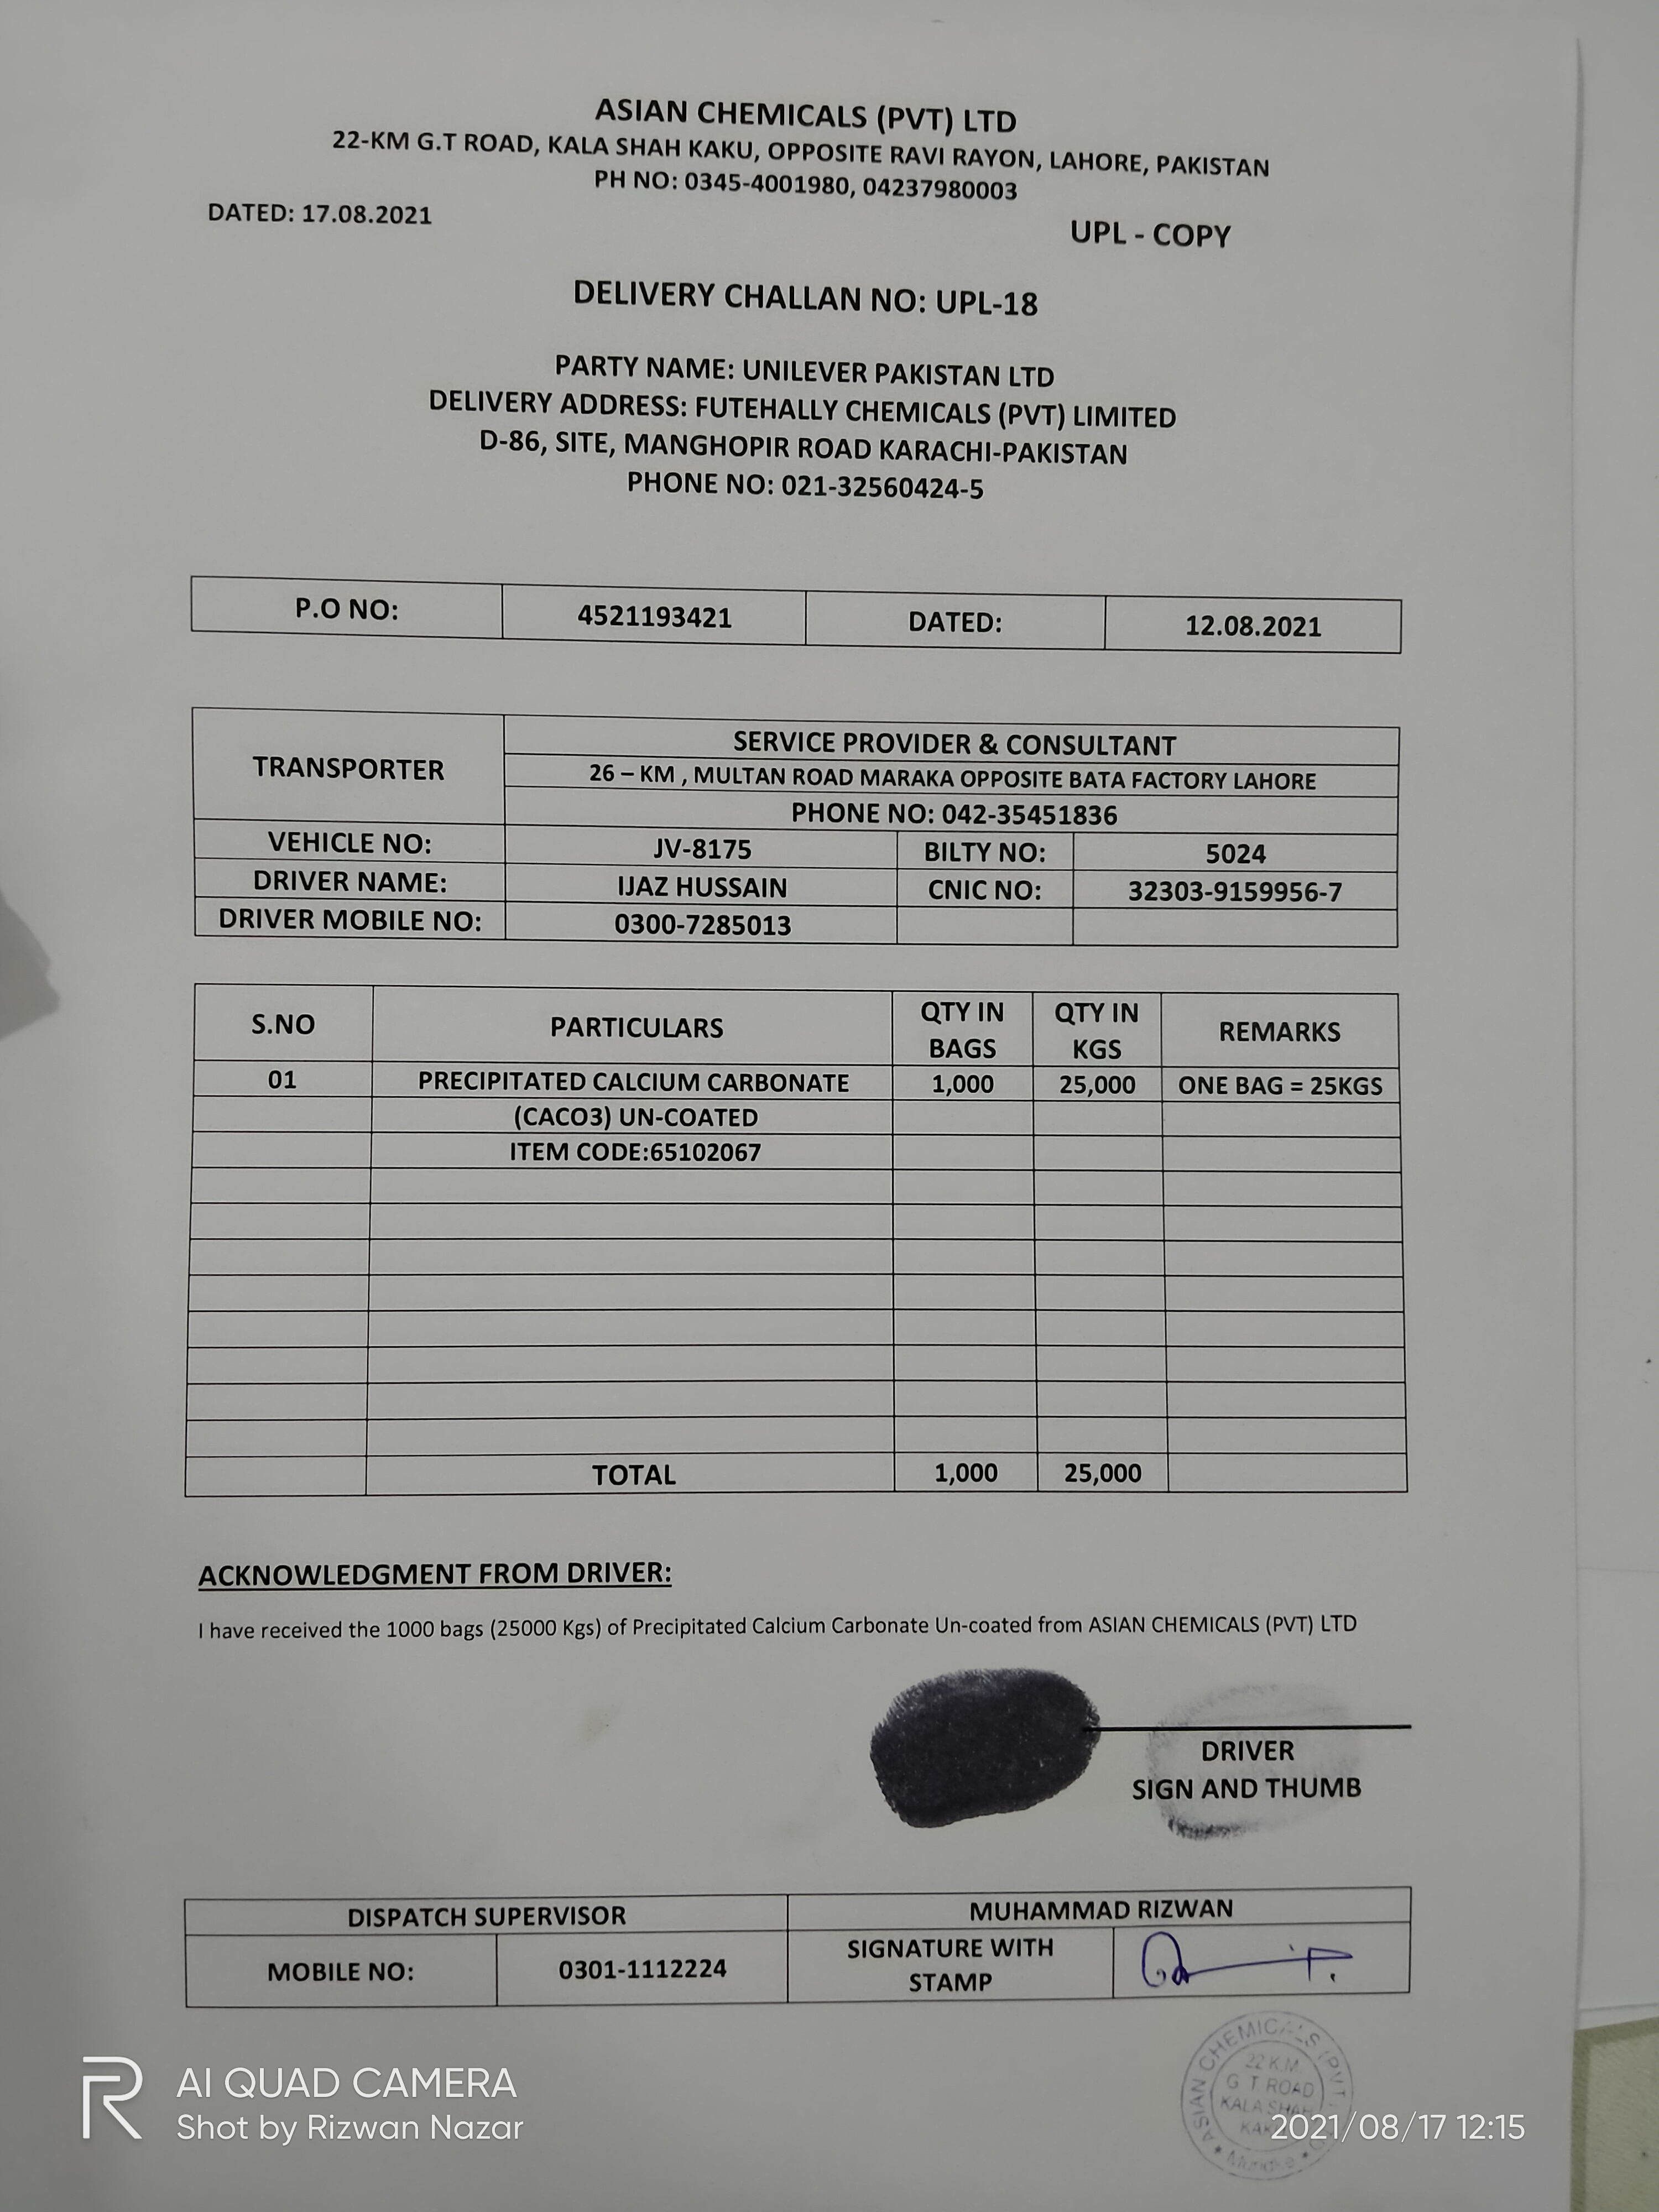 ASIAN CHEMICALS (PVT) LTD
22-KM G.T ROAD, KALA SHAH KAKU, OPPOSITE RAVI RAYON, LAHORE, PAKISTAN
PH NO: 0345-4001980, 04237980003
DATED: 17.08.2021
UPL - COPY
DELIVERY CHALLAN NO: UPL-18
PARTY NAME: UNILEVER PAKISTAN LTD
DELIVERY ADDRESS: FUTEHALLY CHEMICALS (PVT) LIMITED
D-86, SITE, MANGHOPIR ROAD KARACHI-PAKISTAN
PHONE NO: 021-32560424-5
P.O NO: 4521193421 DATED: 12.08.2021
TRANSPORTER
SERVICE PROVIDER & CONSULTANT
26 – KM , MULTAN ROAD MARAKA OPPOSITE BATA FACTORY LAHORE
PHONE NO: 042-35451836
VEHICLE NO: JV-8175 BILTY NO: 5024
DRIVER NAME: IJAZ HUSSAIN CNIC NO: 32303-9159956-7
DRIVER MOBILE NO: 0300-7285013
S.NO PARTICULARS QTY IN BAGS QTY IN KGS REMARKS
01 PRECIPITATED CALCIUM CARBONATE 1,000 25,000 ONE BAG = 25KGS
(CACO3) UN-COATED
ITEM CODE:65102067
TOTAL 1,000 25,000
ACKNOWLEDGMENT FROM DRIVER:
I have received the 1000 bags (25000 Kgs) of Precipitated Calcium Carbonate Un-coated from ASIAN CHEMICALS (PVT) LTD
DRIVER
SIGN AND THUMB
DISPATCH SUPERVISOR MUHAMMAD RIZWAN
MOBILE NO: 0301-1112224 SIGNATURE WITH STAMP
ASIAN CHEMICALS (PVT)
22 K.M
G T ROAD
KALA SHAH
R AI QUAD CAMERA
Shot by Rizwan Nazar
2021/08/17 12:15